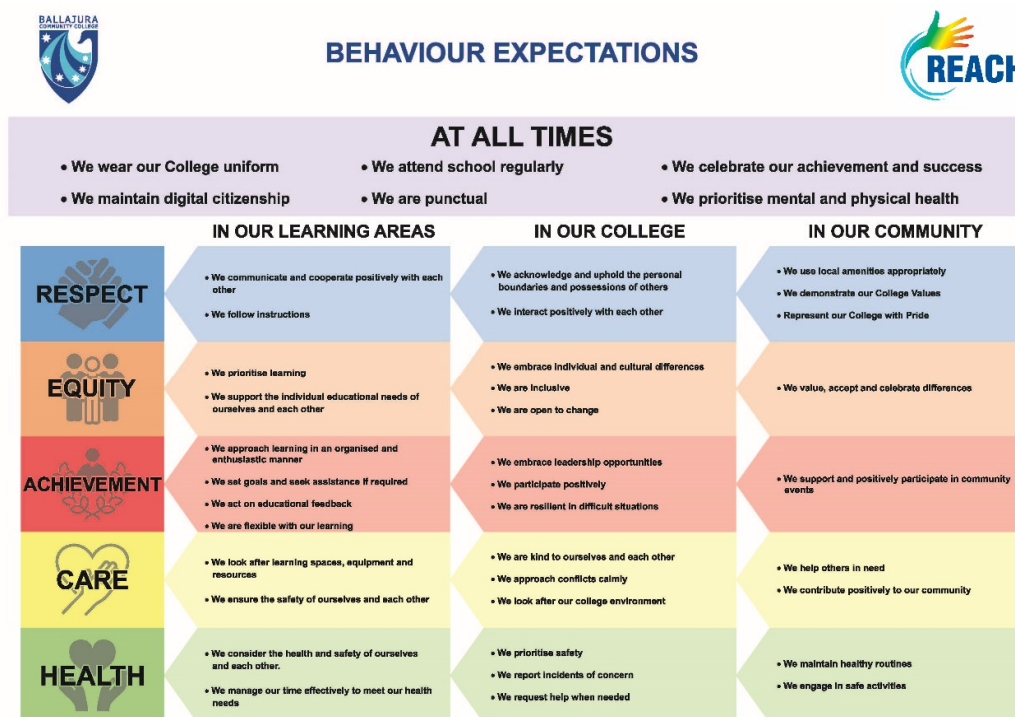 BALLAJURA
COMMUNITY COLLEGE
BEHAVIOUR EXPECTATIONS
REACH
AT ALL TIMES
• We wear our College uniform
• We attend school regularly
• We celebrate our achievement and success
• We maintain digital citizenship
• We are punctual
• We prioritise mental and physical health
IN OUR LEARNING AREAS
IN OUR COLLEGE
IN OUR COMMUNITY
RESPECT
• We communicate and cooperate positively with each
other
• We follow instructions
• We acknowledge and uphold the personal
boundaries and possessions of others
• We interact positively with each other
• We use local amenities appropriately
• We demonstrate our College Values
• Represent our College with Pride
EQUITY
• We prioritise learning
• We support the individual educational needs of
ourselves and each other
• We embrace individual and cultural differences
• We are inclusive
• We are open to change
• We value, accept and celebrate differences
ACHIEVEMENT
• We approach learning in an organised and
enthusiastic manner
• We set goals and seek assistance if required
• We act on educational feedback
• We are flexible with our learning
• We embrace leadership opportunities
• We participate positively
• We are resilient in difficult situations
• We support and positively participate in community
events
CARE
• We look after learning spaces, equipment and
resources
• We ensure the safety of ourselves and each other
• We are kind to ourselves and each other
• We approach conflicts calmly
• We look after our college environment
• We help others in need
• We contribute positively to our community
HEALTH
• We consider the health and safety of ourselves
and each other.
• We manage our time effectively to meet our health
needs
• We prioritise safety
• We report incidents of concern
• We request help when needed
• We maintain healthy routines
• We engage in safe activities